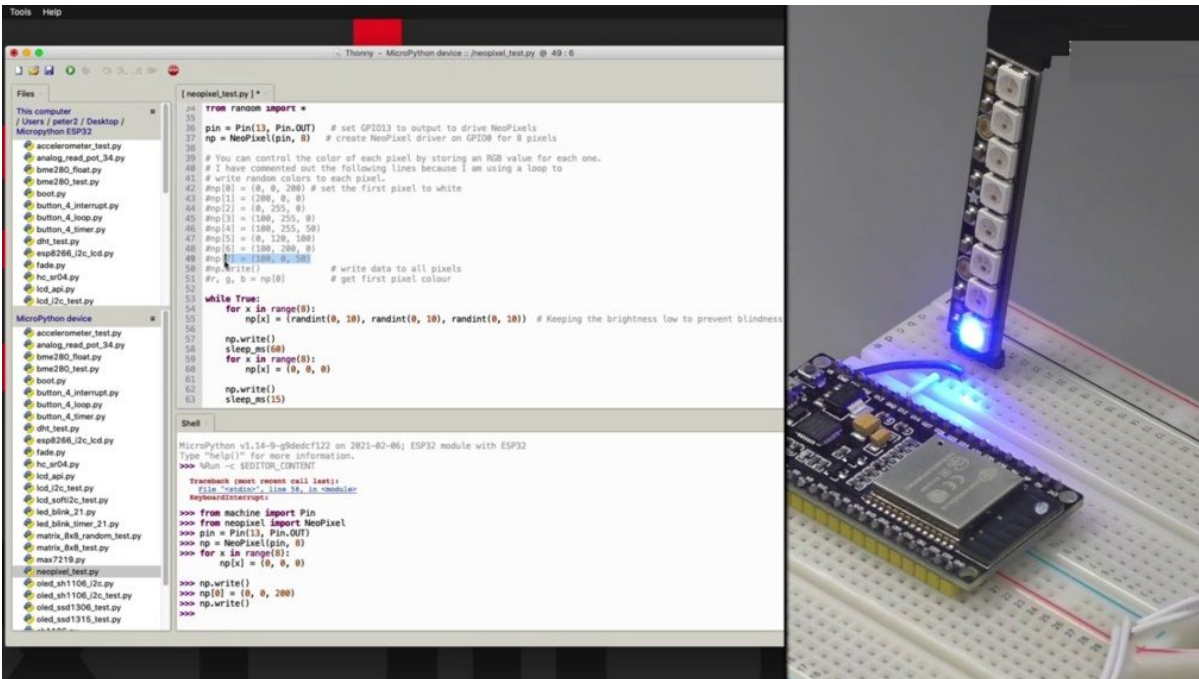 Tools Help
Thonny - MicroPython device :: /neopixel_test.py @ 49 : 6
Files
This computer
/ Users / peter2 / Desktop /
Micropython ESP32
accelerometer_test.py
analog_read_pot_34.py
bme280_float.py
bme280_test.py
boot.py
button_4_interrupt.py
button_4_loop.py
button_4_timer.py
dht_test.py
esp8266_i2c_lcd.py
fade.py
hc_sr04.py
lcd_api.py
lcd_i2c_test.py
MicroPython device
accelerometer_test.py
analog_read_pot_34.py
bme280_float.py
bme280_test.py
boot.py
button_4_interrupt.py
button_4_loop.py
button_4_timer.py
dht_test.py
esp8266_i2c_lcd.py
fade.py
hc_sr04.py
lcd_api.py
lcd_i2c_test.py
lcd_softi2c_test.py
led_blink_21.py
led_blink_timer_21.py
matrix_8x8_random_test.py
matrix_8x8_test.py
max7219.py
neopixel_test.py
oled_sh1106_i2c.py
oled_sh1106_i2c_test.py
oled_ssd1306_test.py
oled_ssd1315_test.py
[ neopixel_test.py ] *
34 from random import *
35
36 pin = Pin(13, Pin.OUT) # set GPIO13 to output to drive NeoPixels
37 np = NeoPixel(pin, 8) # create NeoPixel driver on GPIO0 for 8 pixels
38
39 # You can control the color of each pixel by storing an RGB value for each one.
40 # I have commented out the following lines because I am using a loop to
41 # write random colors to each pixel.
42 #np[0] = (0, 0, 200) # set the first pixel to white
43 #np[1] = (200, 0, 0)
44 #np[2] = (0, 255, 0)
45 #np[3] = (100, 255, 0)
46 #np[4] = (100, 255, 50)
47 #np[5] = (0, 120, 100)
48 #np[6] = (100, 200, 0)
49 #np[7] = (100, 0, 50)
50 #np.write() # write data to all pixels
51 #r, g, b = np[0] # get first pixel colour
52
53 while True:
54 for x in range(8):
55 np[x] = (randint(0, 10), randint(0, 10), randint(0, 10)) # Keeping the brightness low to prevent blindness
56
57 np.write()
58 sleep_ms(60)
59 for x in range(8):
60 np[x] = (0, 0, 0)
61
62 np.write()
63 sleep_ms(15)
Shell
MicroPython v1.14-9-g9dedcf122 on 2021-02-06; ESP32 module with ESP32
Type "help()" for more information.
>>> %Run -c $EDITOR_CONTENT
Traceback (most recent call last):
File "<stdin>", line 58, in <module>
KeyboardInterrupt:
>>> from machine import Pin
>>> from neopixel import NeoPixel
>>> pin = Pin(13, Pin.OUT)
>>> np = NeoPixel(pin, 8)
>>> for x in range(8):
np[x] = (0, 0, 0)
>>> np.write()
>>> np[0] = (0, 0, 200)
>>> np.write()
>>>